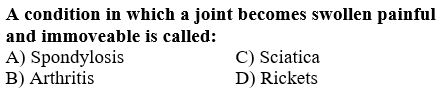 A condition in which a joint becomes swollen painful
and immoveable is called:
A) Spondylosis C) Sciatica
B) Arthritis D) Rickets